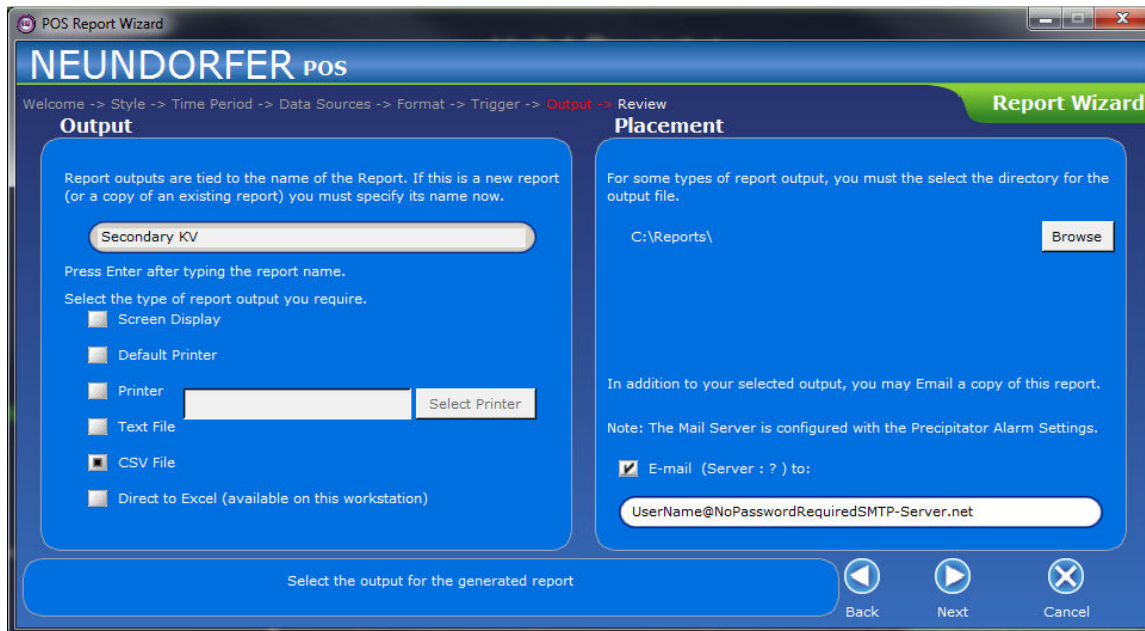 POS Report Wizard
NEUNDORFER POS
Welcome -> Style -> Time Period -> Data Sources -> Format -> Trigger -> Output -> Review
Report Wizard
Output
Report outputs are tied to the name of the Report. If this is a new report
(or a copy of an existing report) you must specify its name now.
Secondary KV
Press Enter after typing the report name.
Select the type of report output you require.
Screen Display
Default Printer
Printer
Select Printer
Text File
CSV File
Direct to Excel (available on this workstation)
Placement
For some types of report output, you must the select the directory for the
output file.
C:\Reports\
Browse
In addition to your selected output, you may Email a copy of this report.
Note: The Mail Server is configured with the Precipitator Alarm Settings.
E-mail (Server : ? ) to:
UserName@NoPasswordRequiredSMTP-Server.net
Select the output for the generated report
Back
Next
Cancel